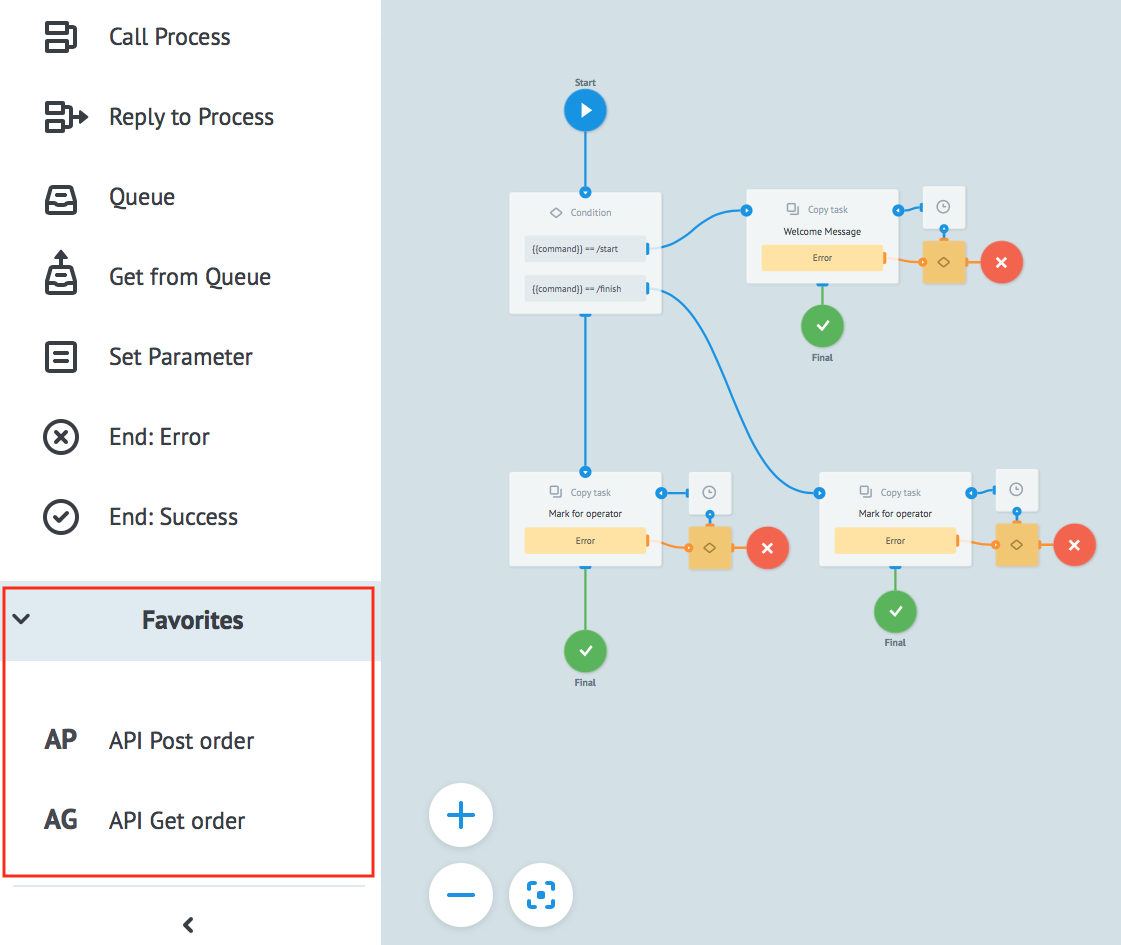 Call Process
Reply to Process
Queue
Get from Queue
Set Parameter
End: Error
End: Success
Favorites
AP API Post order
AG API Get order
Start
Condition
{{command}} == /start
{{command}} == /finish
Copy task
Welcome Message
Error
Final
Copy task
Mark for operator
Error
Final
Copy task
Mark for operator
Error
Final